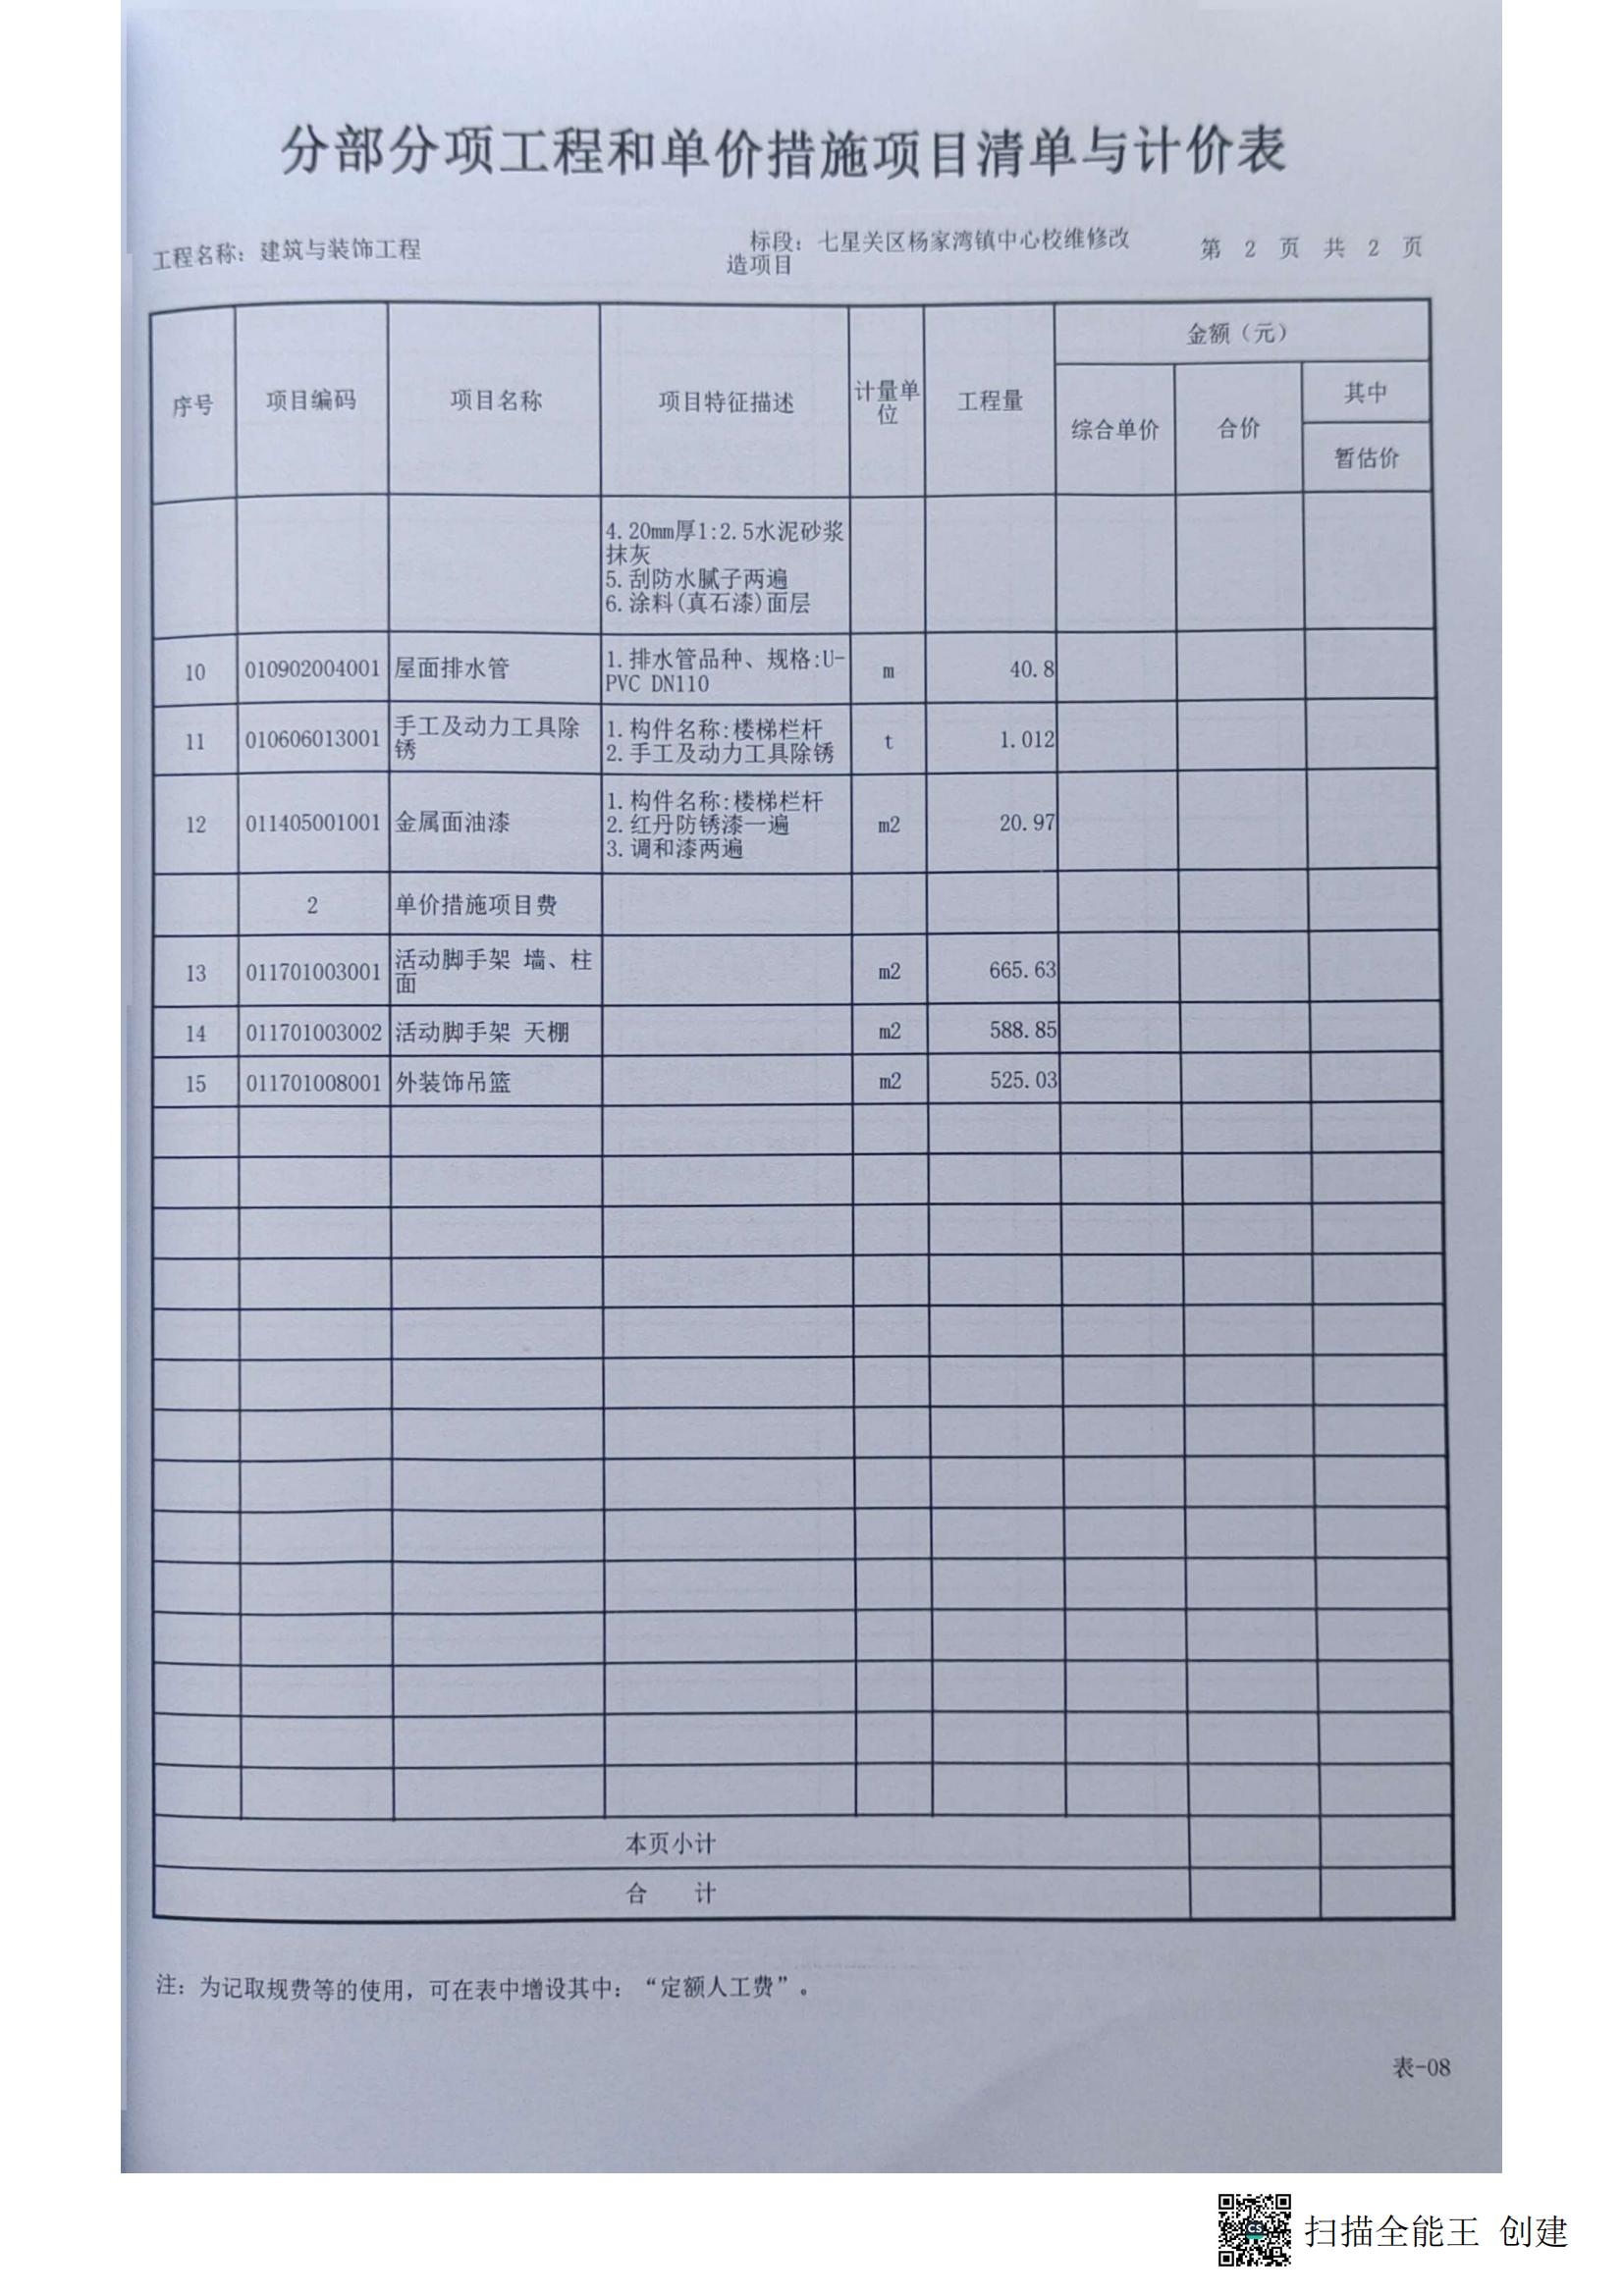 分部分项工程和单价措施项目清单与计价表
工程名称：建筑与装饰工程
标段：七星关区杨家湾镇中心校维修改
造项目
第 2 页 共 2 页
序号
项目编码
项目名称
项目特征描述
计量单
位
工程量
金额（元）
综合单价
合价
其中
暂估价
4.20mm厚1:2.5水泥砂浆
抹灰
5.刮防水腻子两遍
6.涂料(真石漆)面层
10
010902004001
屋面排水管
1.排水管品种、规格:U-
PVC DN110
m
40.8
11
010606013001
手工及动力工具除
锈
1.构件名称:楼梯栏杆
2.手工及动力工具除锈
t
1.012
12
011405001001
金属面油漆
1.构件名称:楼梯栏杆
2.红丹防锈漆一遍
3.调和漆两遍
m2
20.97
2
单价措施项目费
13
011701003001
活动脚手架 墙、柱
面
m2
665.63
14
011701003002
活动脚手架 天棚
m2
588.85
15
011701008001
外装饰吊篮
m2
525.03
本页小计
合 计
注：为记取规费等的使用，可在表中增设其中：“定额人工费”。
表-08
CS
扫描全能王 创建